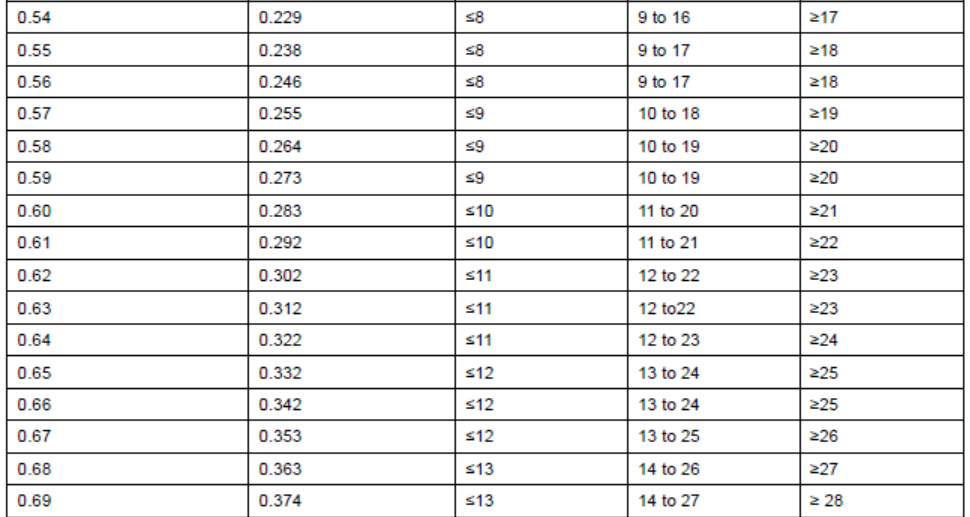 0.54 0.229 ≤8 9 to 16 ≥17
0.55 0.238 ≤8 9 to 17 ≥18
0.56 0.246 ≤8 9 to 17 ≥18
0.57 0.255 ≤9 10 to 18 ≥19
0.58 0.264 ≤9 10 to 19 ≥20
0.59 0.273 ≤9 10 to 19 ≥20
0.60 0.283 ≤10 11 to 20 ≥21
0.61 0.292 ≤10 11 to 21 ≥22
0.62 0.302 ≤11 12 to 22 ≥23
0.63 0.312 ≤11 12 to22 ≥23
0.64 0.322 ≤11 12 to 23 ≥24
0.65 0.332 ≤12 13 to 24 ≥25
0.66 0.342 ≤12 13 to 24 ≥25
0.67 0.353 ≤12 13 to 25 ≥26
0.68 0.363 ≤13 14 to 26 ≥27
0.69 0.374 ≤13 14 to 27 ≥ 28